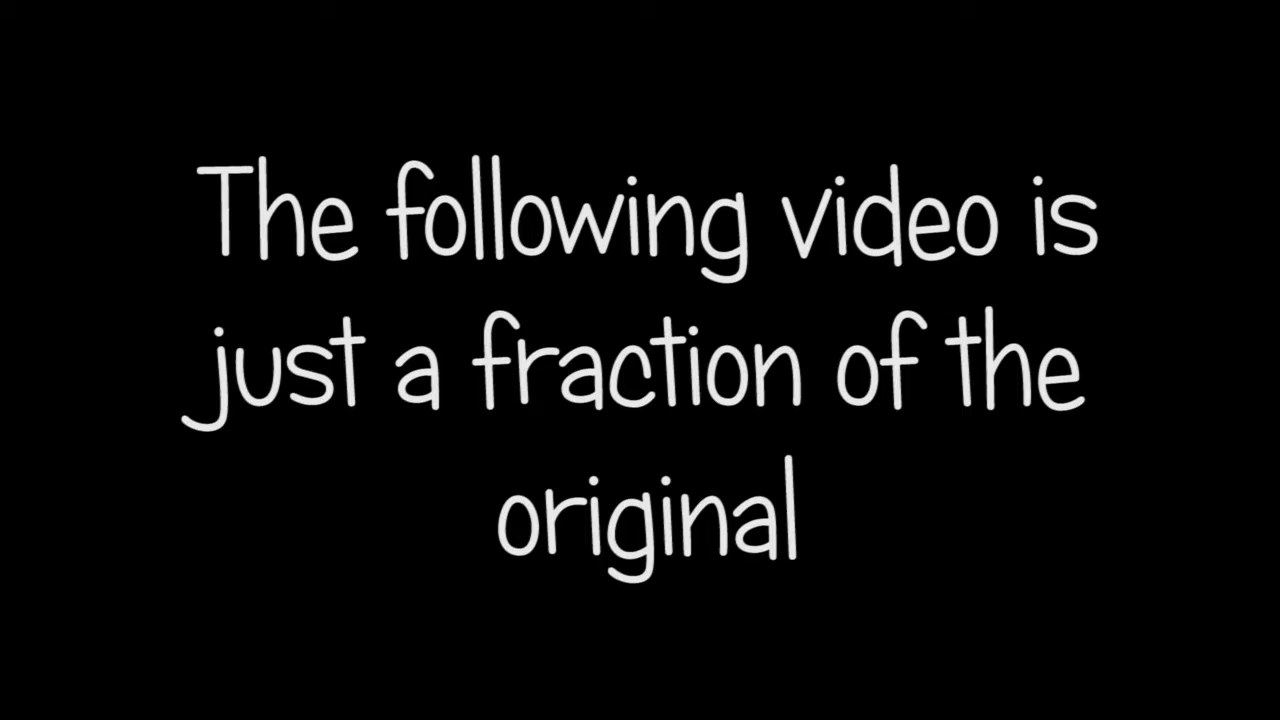 The following video is
just a fraction of the
original